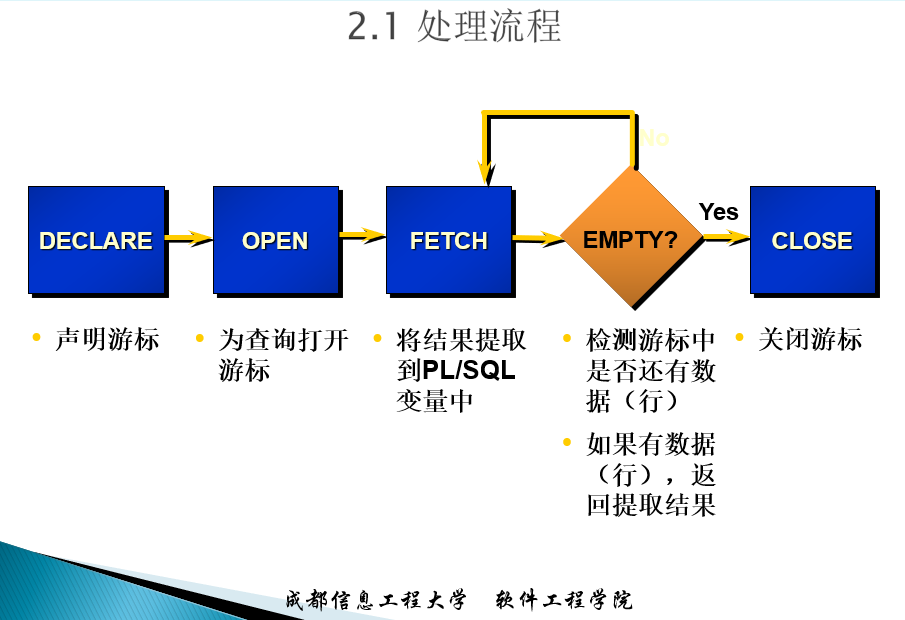 2.1 处理流程
No
Yes
DECLARE
OPEN
FETCH
EMPTY?
CLOSE
• 声明游标
• 为查询打开
游标
• 将结果提取
到PL/SQL
变量中
• 检测游标中
是否还有数
据（行）
• 如果有数据
（行），返
回提取结果
• 关闭游标
成都信息工程大学 软件工程学院